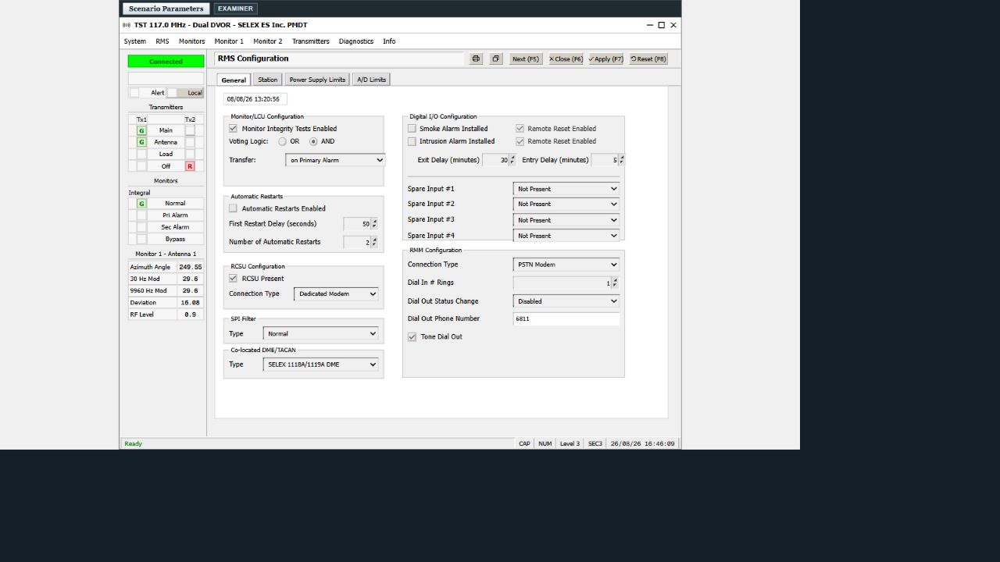 Scenario Parameters EXAMINER
TST 117.0 MHz - Dual DVOR - SELEX ES Inc. PMDT
System RMS Monitors Monitor 1 Monitor 2 Transmitters Diagnostics Info
Connected
RMS Configuration
Next (F5) Close (F6) Apply (F7) Reset (F8)
General Station Power Supply Limits A/D Limits
Alert Local
Transmitters
Tx1 Tx2
G Main
G Antenna
Load
Off R
Monitors
Integral
G Normal
Pri Alarm
Sec Alarm
Bypass
Monitor 1 - Antenna 1
Azimuth Angle 249.55
30 Hz Mod 29.6
9960 Hz Mod 29.6
Deviation 16.08
RF Level 0.9
08/08/26 13:20:56
Monitor/LCU Configuration
Monitor Integrity Tests Enabled
Voting Logic: OR AND
Transfer: on Primary Alarm
Automatic Restarts
Automatic Restarts Enabled
First Restart Delay (seconds) 50
Number of Automatic Restarts 2
RCSU Configuration
RCSU Present
Connection Type Dedicated Modem
SPI Filter
Type Normal
Co-located DME/TACAN
Type SELEX 1118A/1119A DME
Digital I/O Configuration
Smoke Alarm Installed Remote Reset Enabled
Intrusion Alarm Installed Remote Reset Enabled
Exit Delay (minutes) 30 Entry Delay (minutes) 5
Spare Input #1 Not Present
Spare Input #2 Not Present
Spare Input #3 Not Present
Spare Input #4 Not Present
RMM Configuration
Connection Type PSTN Modem
Dial In # Rings 1
Dial Out Status Change Disabled
Dial Out Phone Number 6811
Tone Dial Out
Ready CAP NUM Level 3 SEC3 26/08/26 16:46:09